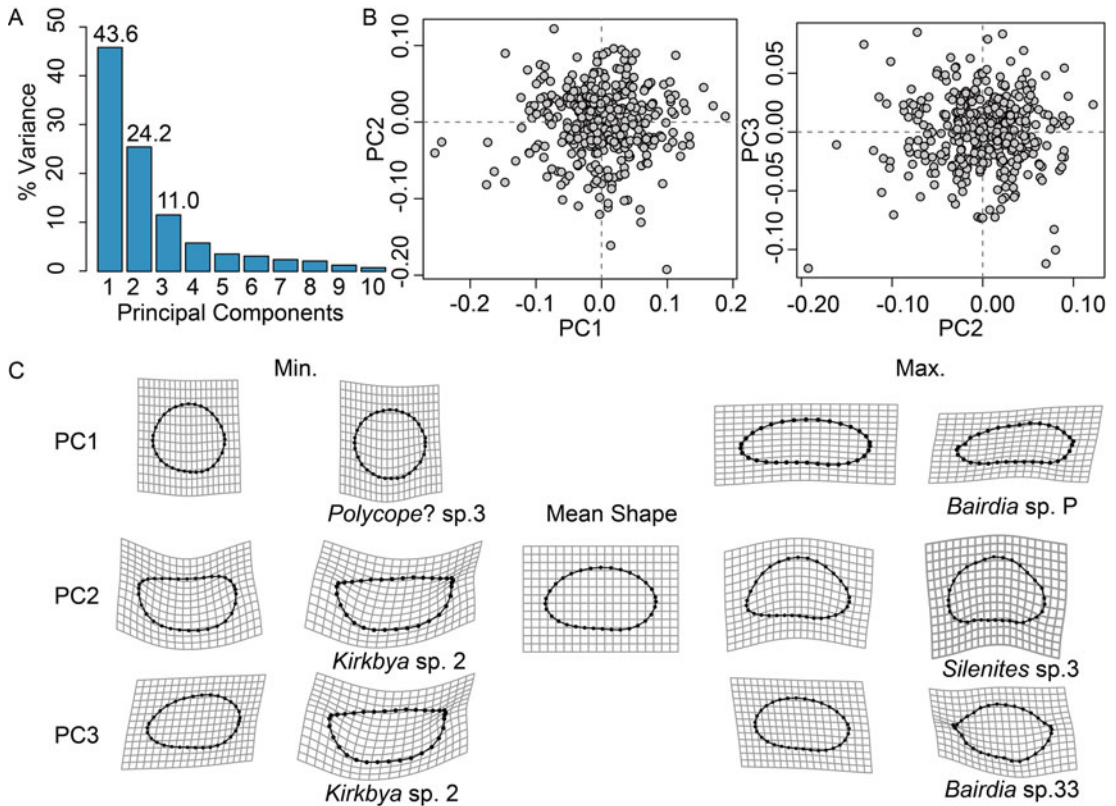 A
50
40
30
20
10
0
% Variance
43.6
24.2
11.0
1 2 3 4 5 6 7 8 9 10
Principal Components
B
0.10
0.00
-0.10
-0.20
PC2
-0.2 -0.1 0.0 0.1 0.2
PC1
0.05
0.00
-0.05
-0.10
PC3
-0.20 -0.10 0.00 0.10
PC2
C
Min. Max.
PC1
Polycope? sp.3
Mean Shape
Bairdia sp. P
PC2
Kirkbya sp. 2
Silenites sp.3
PC3
Kirkbya sp. 2
Bairdia sp.33